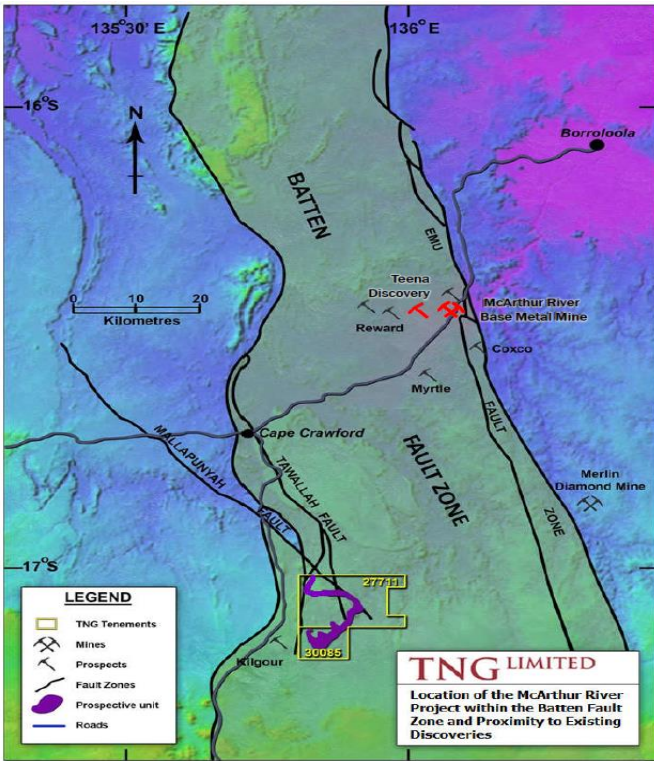 135°30' E
136°E
16°S
N
Borroloola
BATTEN
EMU
Teena
Discovery
McArthur River
Base Metal Mine
0 10 20
Kilometres
Reward
Coxco
Myrtle
FAULT
Cape Crawford
MALLAPUNYAH
FAULT
TAWALLAH FAULT
FAULT ZONE
Merlin
Diamond Mine
ZONE
17°S
27711
30085
Kilgour
LEGEND
TNG Tenements
Mines
Prospects
Fault Zones
Prospective unit
Roads
TNG LIMITED
Location of the McArthur River
Project within the Batten Fault
Zone and Proximity to Existing
Discoveries